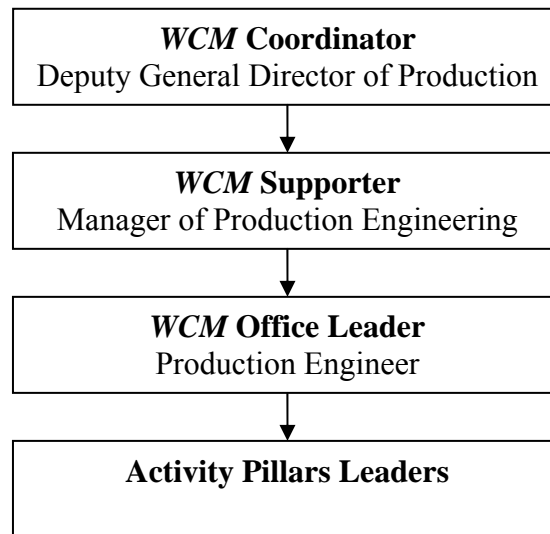 WCM Coordinator
Deputy General Director of Production
WCM Supporter
Manager of Production Engineering
WCM Office Leader
Production Engineer
Activity Pillars Leaders